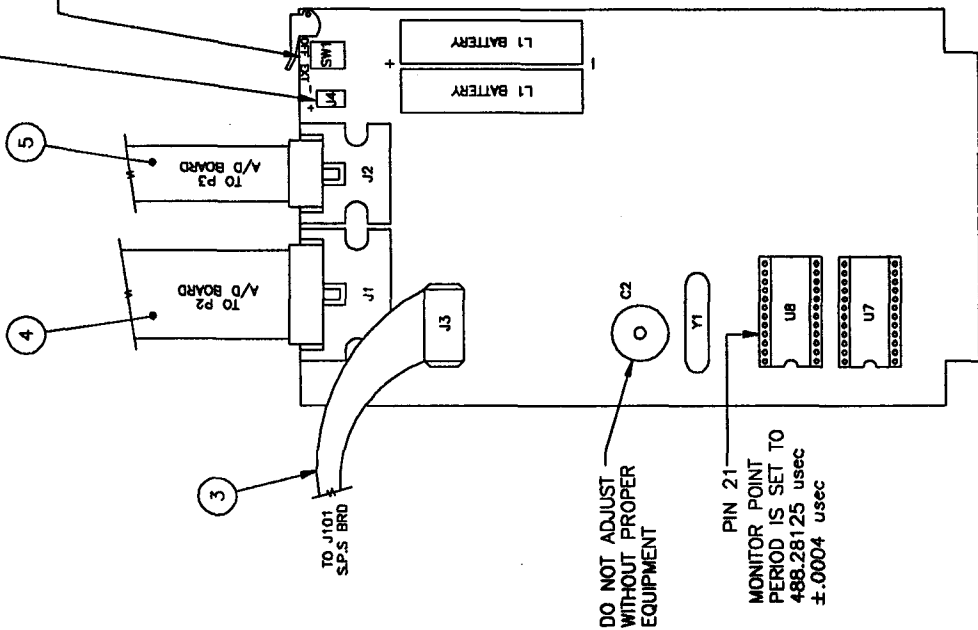 5
4
TO P3
A/D BOARD
TO P2
A/D BOARD
OFF EXT
SW1
- +
J4
J2
J1
+
L1 BATTERY
L1 BATTERY
-
3
TO J101
S.P.S BRD
J3
C2
Y1
DO NOT ADJUST
WITHOUT PROPER
EQUIPMENT
PIN 21
MONITOR POINT
PERIOD IS SET TO
488.28125 usec
±.0004 usec
U8
U7